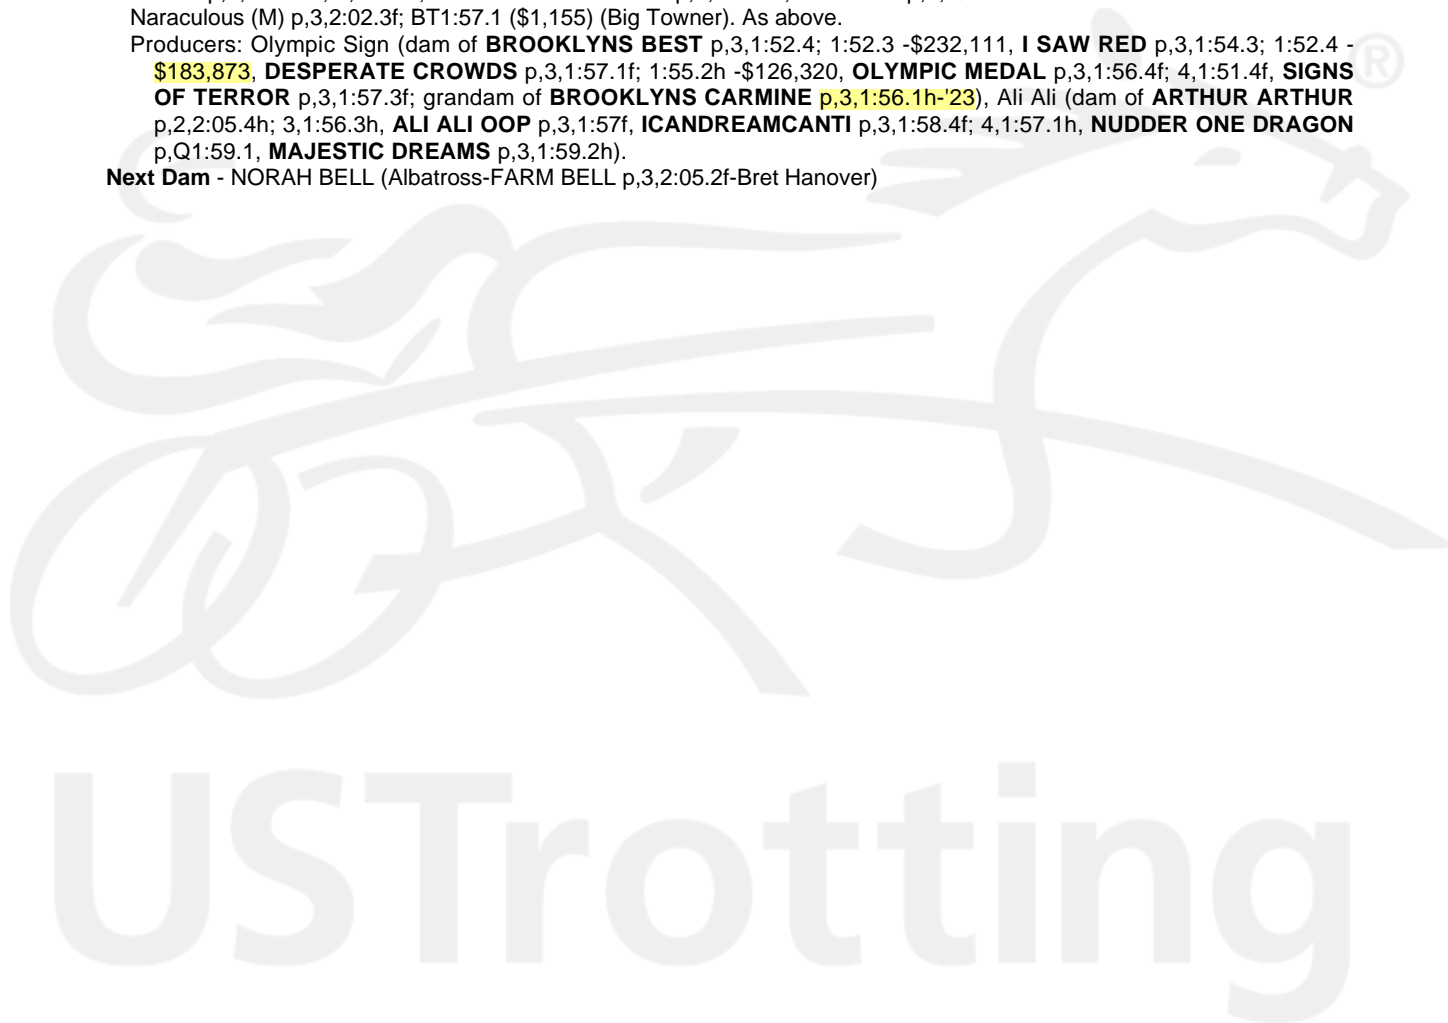 Naraculous (M) p,3,2:02.3f; BT1:57.1 ($1,155) (Big Towner). As above.
Producers: Olympic Sign (dam of BROOKLYNS BEST p,3,1:52.4; 1:52.3 -$232,111, I SAW RED p,3,1:54.3; 1:52.4 -
$183,873, DESPERATE CROWDS p,3,1:57.1f; 1:55.2h -$126,320, OLYMPIC MEDAL p,3,1:56.4f; 4,1:51.4f, SIGNS
OF TERROR p,3,1:57.3f; grandam of BROOKLYNS CARMINE p,3,1:56.1h-'23), Ali Ali (dam of ARTHUR ARTHUR
p,2,2:05.4h; 3,1:56.3h, ALI ALI OOP p,3,1:57f, ICANDREAMCANTI p,3,1:58.4f; 4,1:57.1h, NUDDER ONE DRAGON
p,Q1:59.1, MAJESTIC DREAMS p,3,1:59.2h).
Next Dam - NORAH BELL (Albatross-FARM BELL p,3,2:05.2f-Bret Hanover)
®
USTrotting